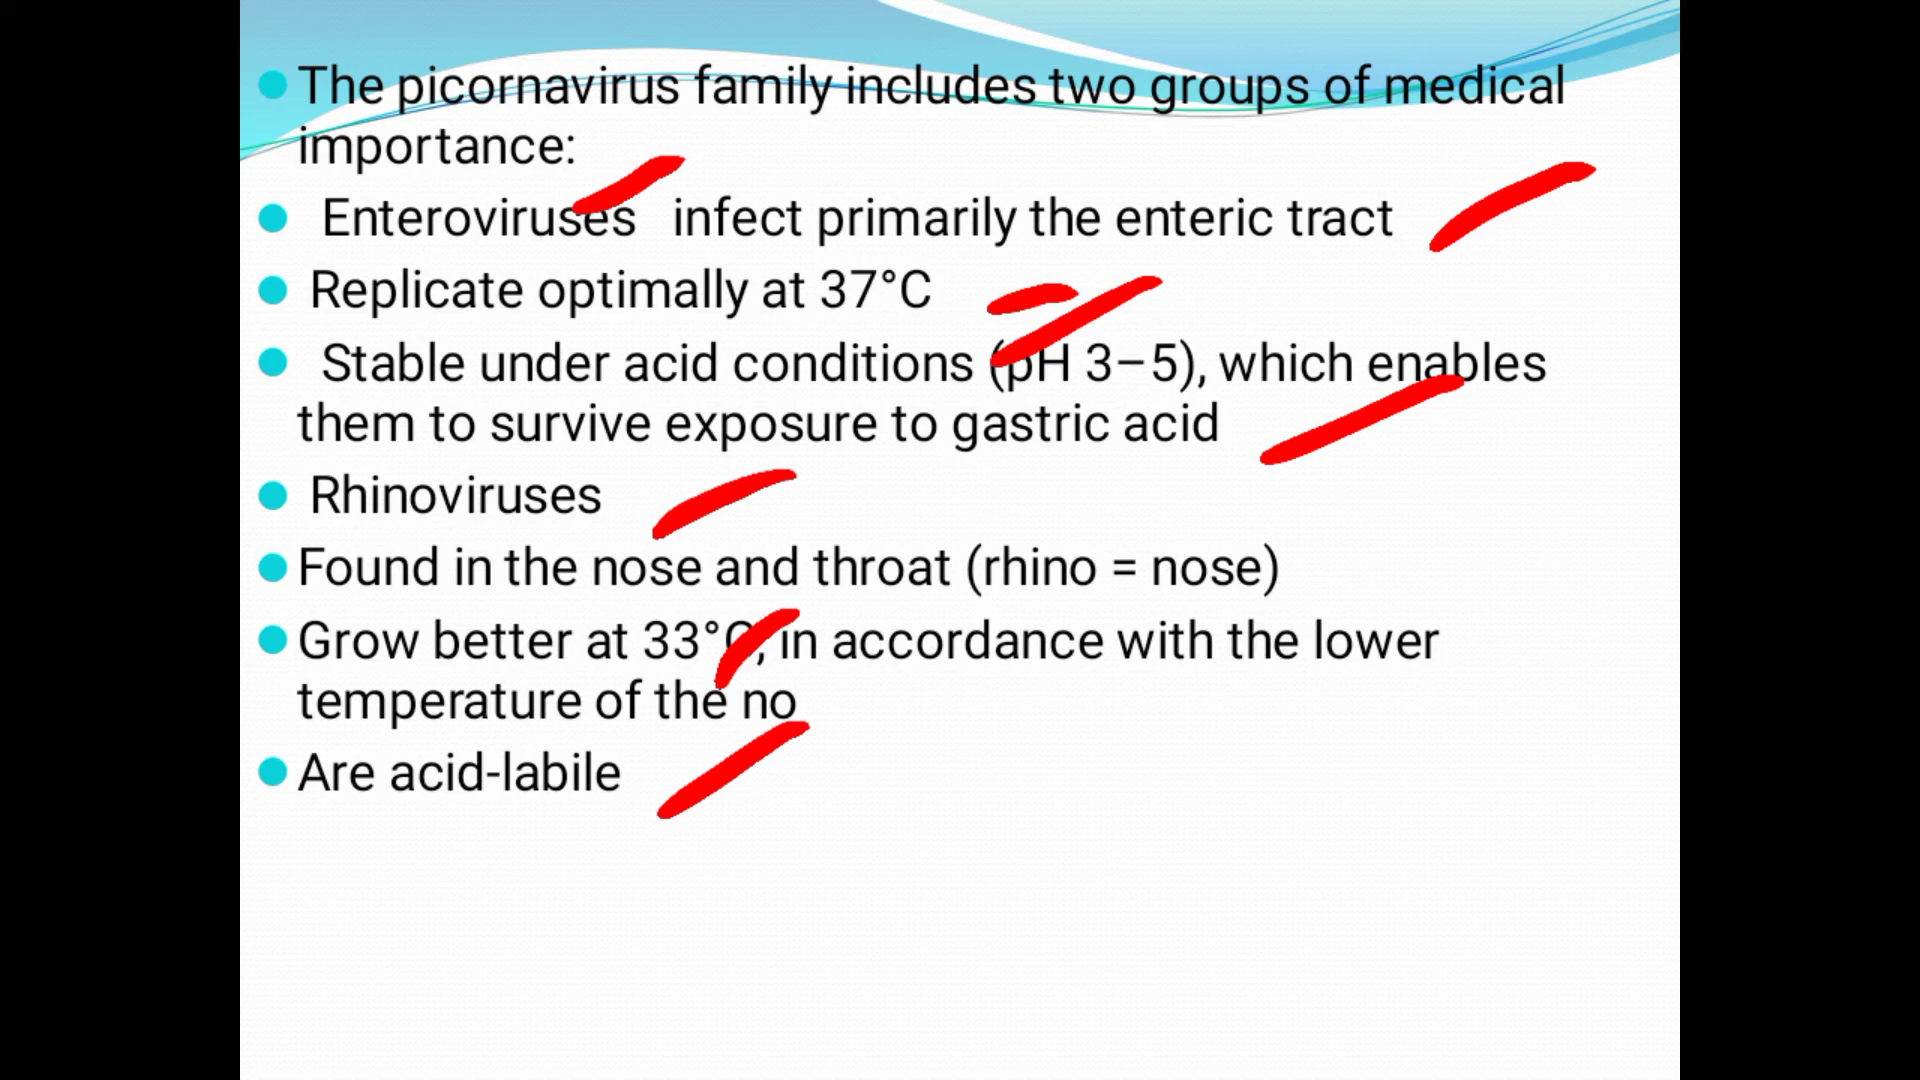 The picornavirus family includes two groups of medical
importance:
Enteroviruses infect primarily the enteric tract
Replicate optimally at 37°C
Stable under acid conditions (pH 3–5), which enables
them to survive exposure to gastric acid
Rhinoviruses
Found in the nose and throat (rhino = nose)
Grow better at 33°C, in accordance with the lower
temperature of the no
Are acid-labile